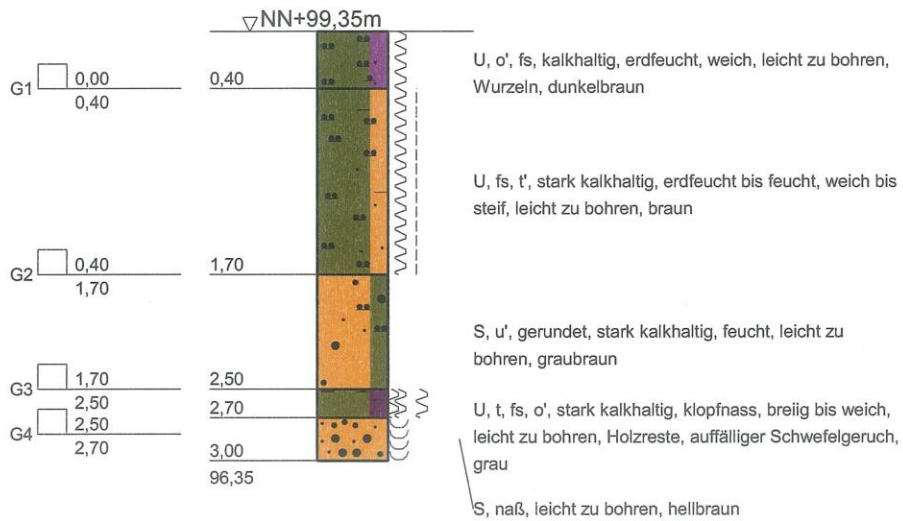 NN+99,35m
G1 0,00 0,40
0,40
U, o', fs, kalkhaltig, erdfeucht, weich, leicht zu bohren,
Wurzeln, dunkelbraun
U, fs, t', stark kalkhaltig, erdfeucht bis feucht, weich bis
steif, leicht zu bohren, braun
G2 0,40 1,70
1,70
S, u', gerundet, stark kalkhaltig, feucht, leicht zu
bohren, graubraun
G3 1,70 2,50
2,50 2,70
G4 2,50
2,70
U, t, fs, o', stark kalkhaltig, klopfnass, breiig bis weich,
leicht zu bohren, Holzreste, auffälliger Schwefelgeruch,
grau
3,00
96,35
S, naß, leicht zu bohren, hellbraun